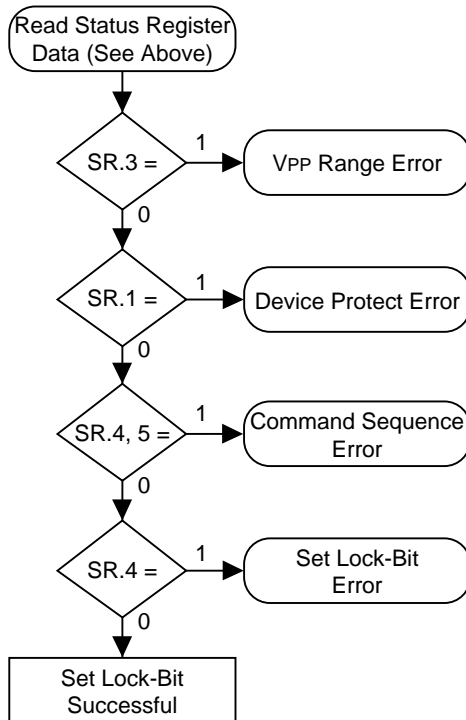 Read Status Register
Data (See Above)
SR.3 =
1
VPP Range Error
0
SR.1 =
1
Device Protect Error
0
SR.4, 5 =
1
Command Sequence
Error
0
SR.4 =
1
Set Lock-Bit
Error
0
Set Lock-Bit
Successful